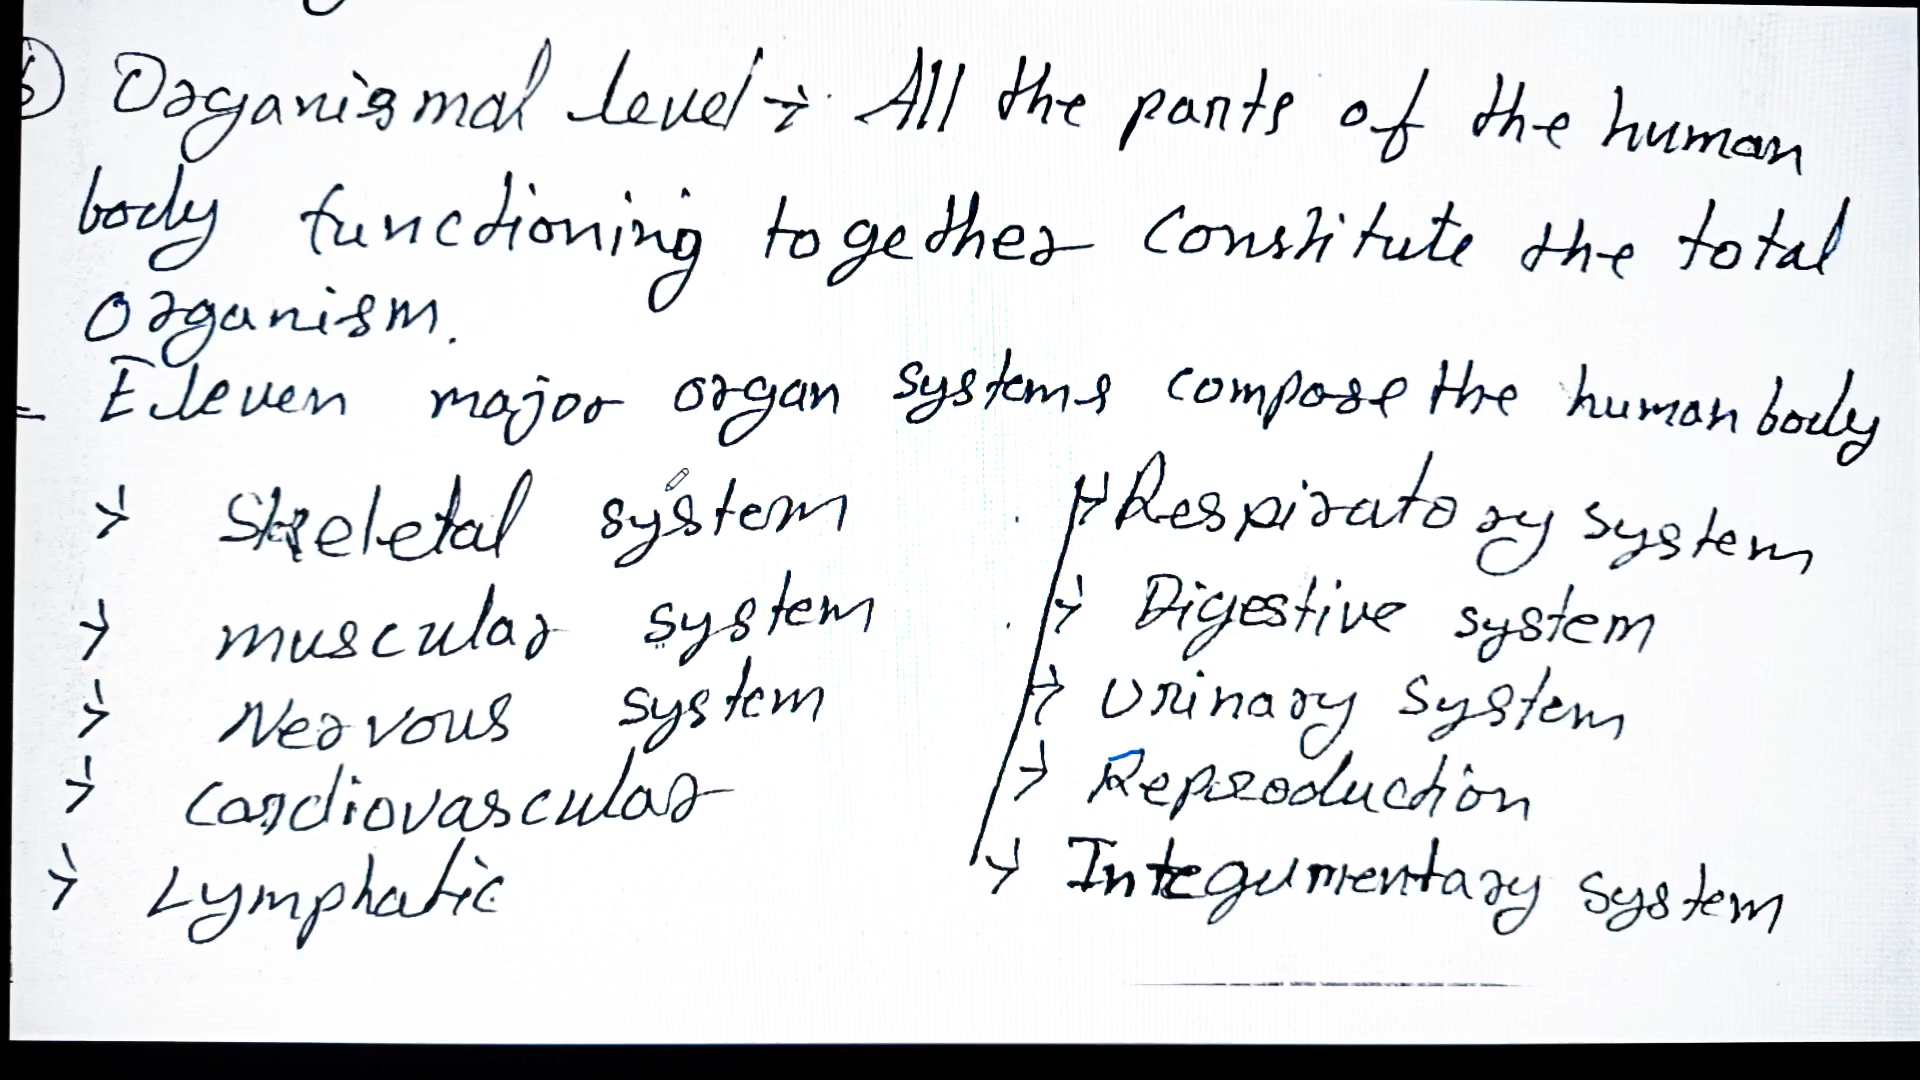 6) Organismal level → All the parts of the human
body functioning together constitute the total
organism.
= Eleven major organ systems compose the human body
→ Skeletal system
→ muscular system
→ Nervous system
→ Cardiovascular
→ Lymphatic
→ Respiratory system
→ Digestive system
→ Urinary system
→ Reproduction
→ Integumentary system